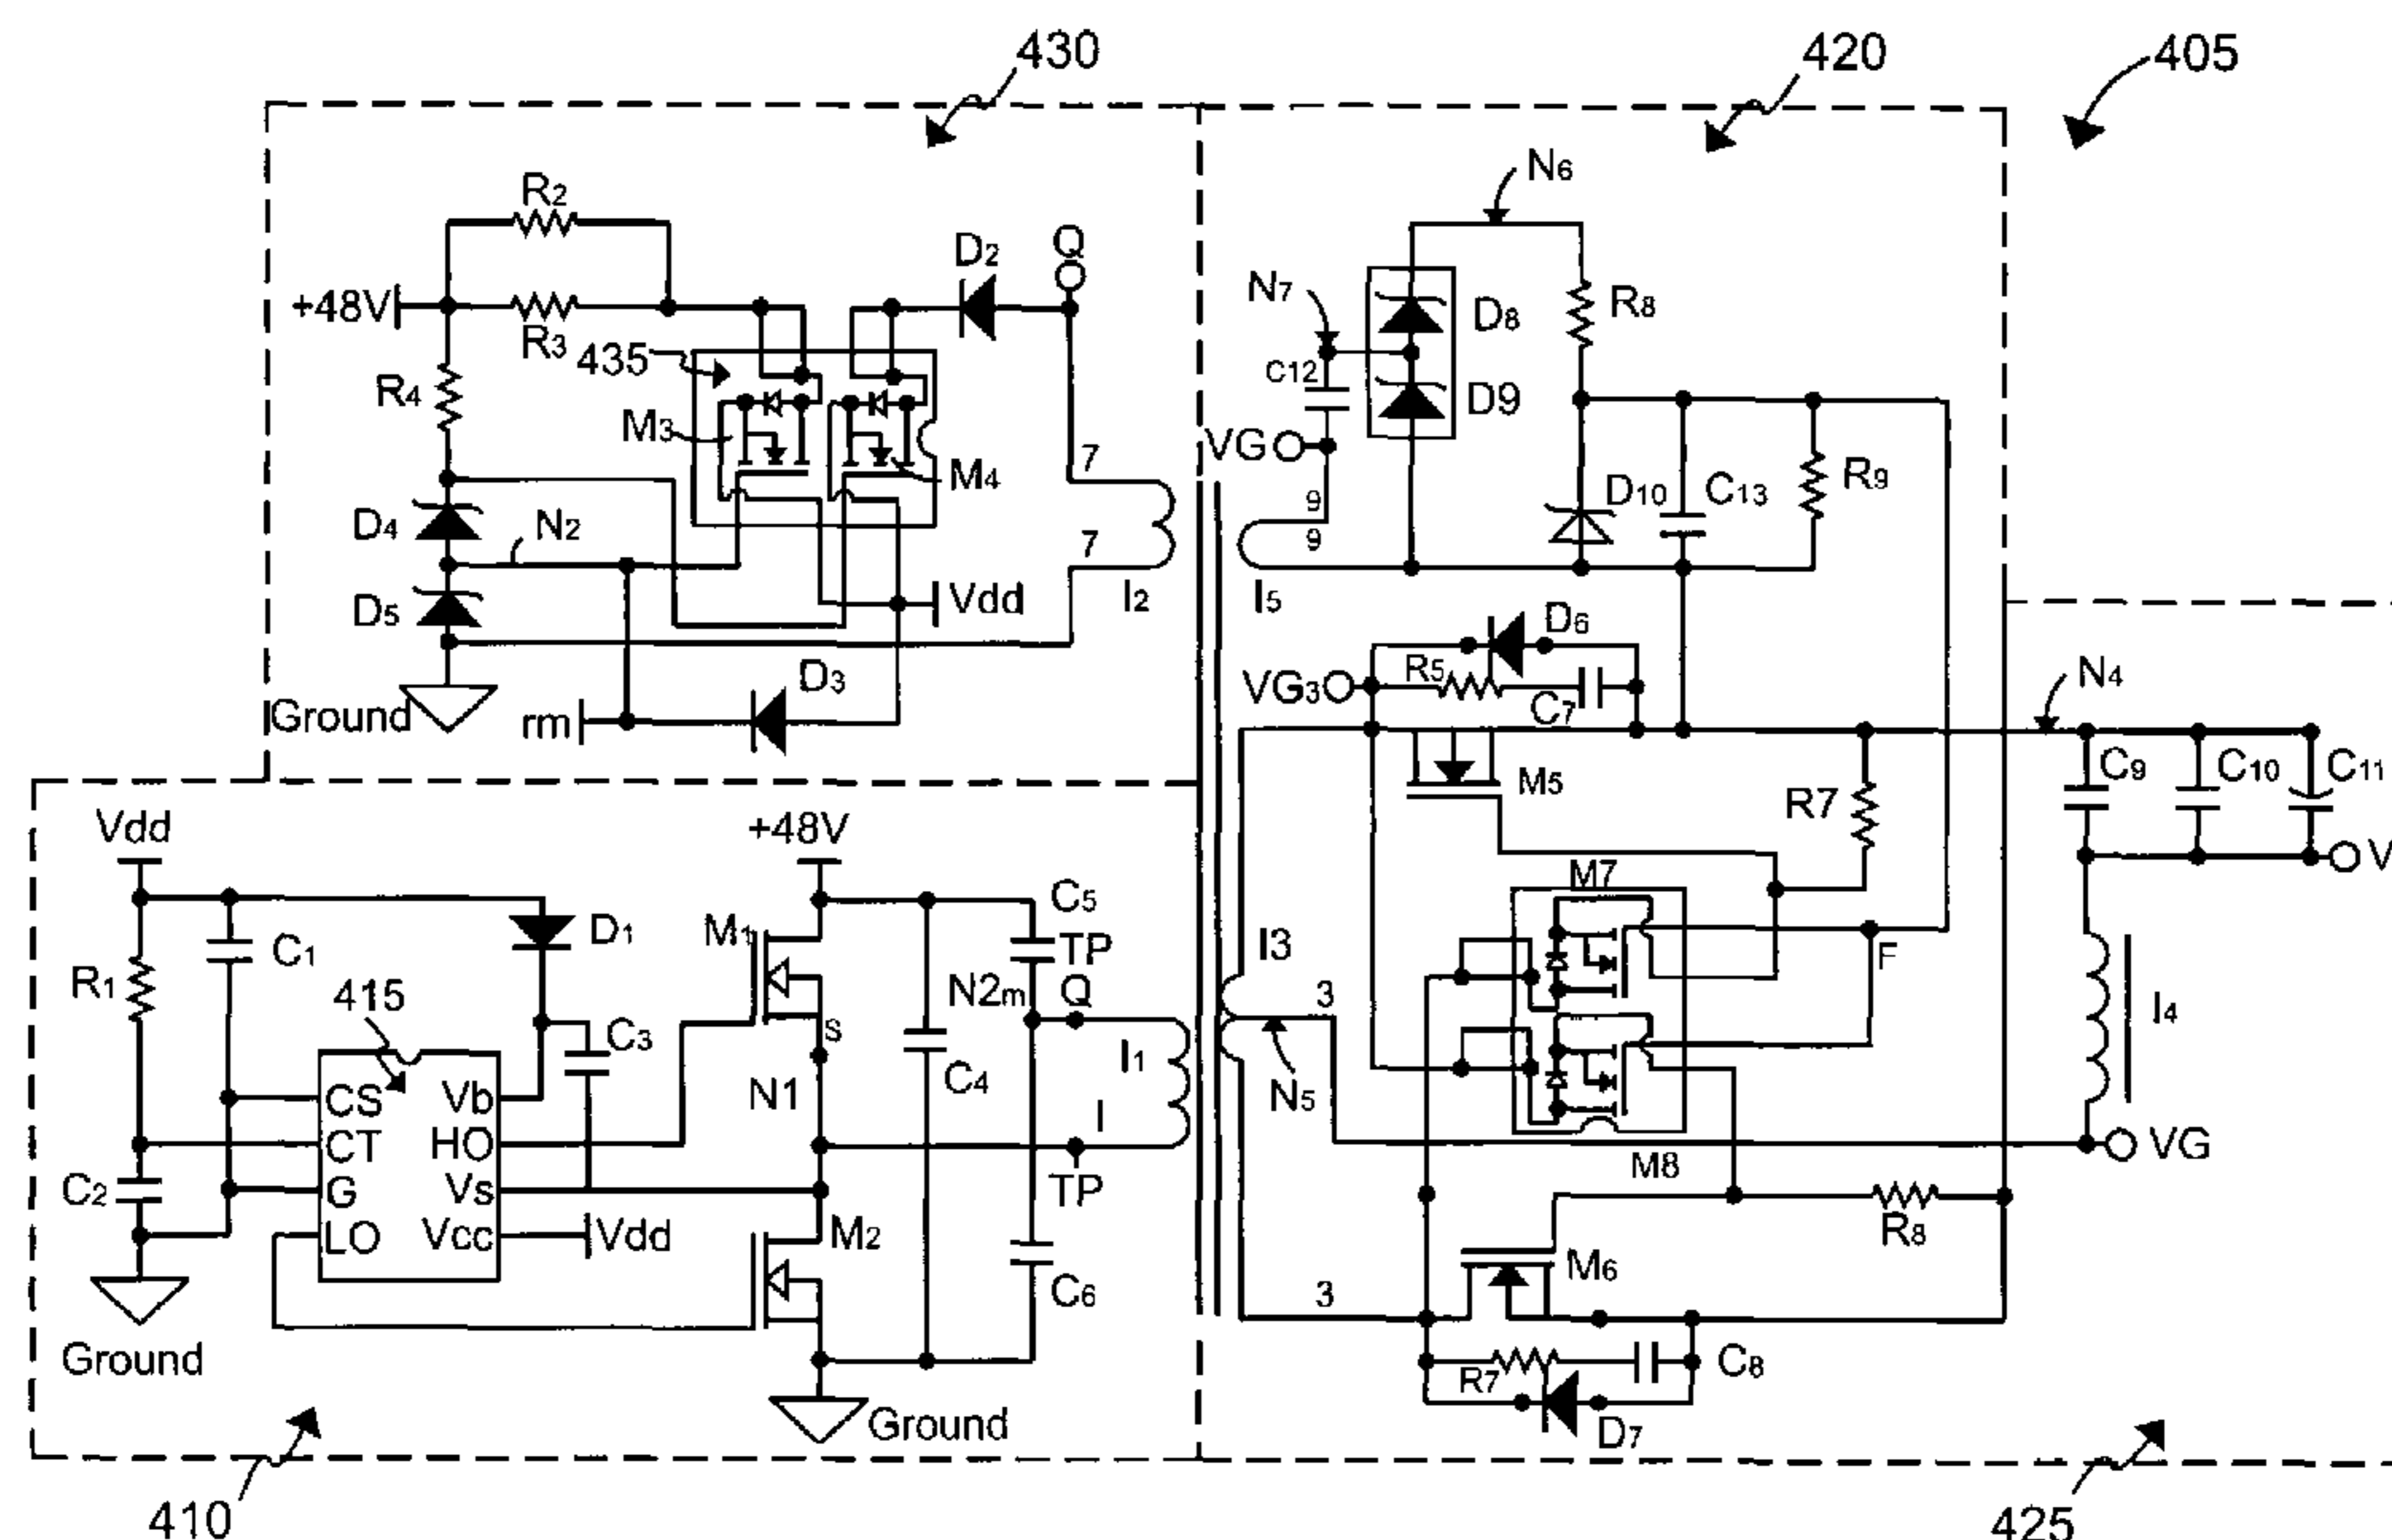 430
420
405
R2
+48V
R3
R4
435
D2
Q
M3
M4
7
7
D4
N2
D5
Vdd
I2
Ground
rm
D3
N6
N7
D8
R8
C12
D9
VG
9
9
D10
C13
R9
I5
D6
VG3
R5
C7
N4
M5
R7
C9
C10
C11
V
M7
F
I3
3
N5
I4
VG
M8
R8
M6
3
R7
C8
D7
Vdd
+48V
C5
TP
D1
M1
C1
R1
415
N2m
Q
S
C3
N1
C4
I1
CS
Vb
CT
HO
I
C2
G
Vs
TP
LO
Vcc
Vdd
M2
C6
Ground
Ground
410
425